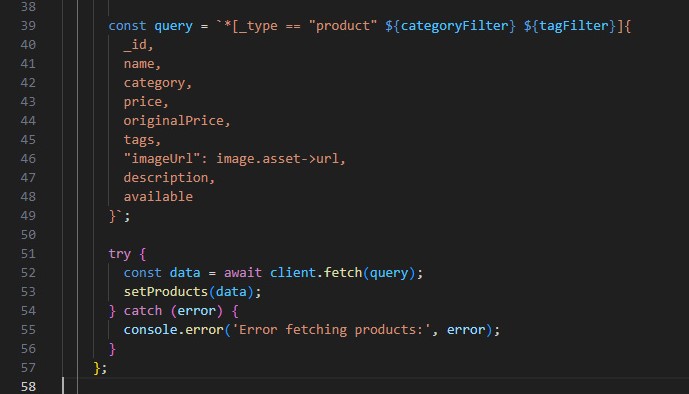 38
39 const query = `*[_type == "product" ${categoryFilter} ${tagFilter}]{
40 _id,
41 name,
42 category,
43 price,
44 originalPrice,
45 tags,
46 "imageUrl": image.asset->url,
47 description,
48 available
49 }`;
50
51 try {
52 const data = await client.fetch(query);
53 setProducts(data);
54 } catch (error) {
55 console.error('Error fetching products:', error);
56 }
57 };
58